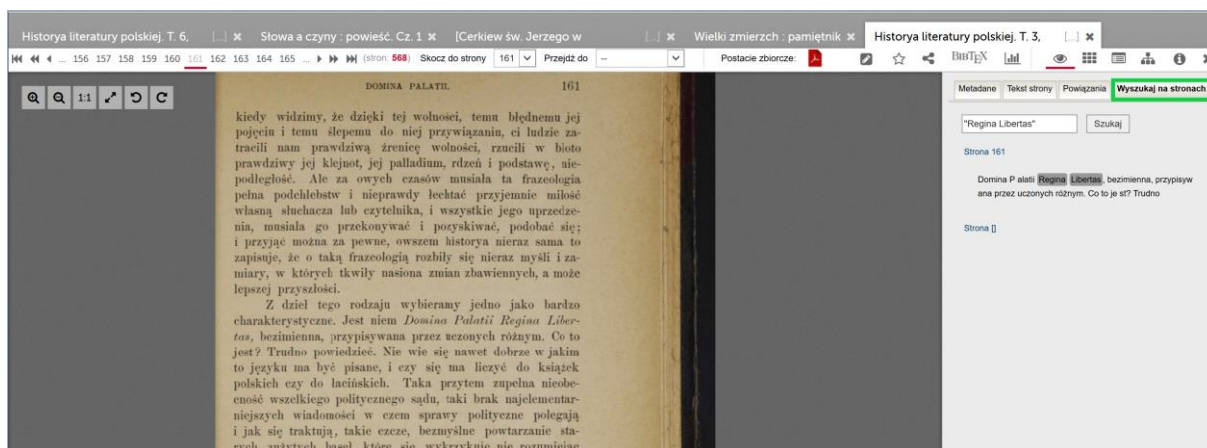 Historya literatury polskiej. T. 6, [...] ×
Słowa a czyny : powieść. Cz. 1 ×
[Cerkiew św. Jerzego w [...] ×
Wielki zmierzch : pamiętnik ×
Historya literatury polskiej. T. 3, [...] ×
... 156 157 158 159 160 161 162 163 164 165 ... (stron: 568) Skocz do strony 161 Przejdź do -- Postacie zbiorcze: BIBTEX
1:1
DOMINA PALATII. 161
kiedy widzimy, że dzięki tej wolności, temu błędnemu jej
pojęciu i temu ślepemu do niej przywiązaniu, ci ludzie za-
tracili nam prawdziwą źrenicę wolności, rzucili w błoto
prawdziwy jej klejnot, jej palladium, rdzeń i podstawę, nie-
podległość. Ale za owych czasów musiała ta frazeologia
pełna podchlebstw i nieprawdy łechtać przyjemnie miłość
własną słuchacza lub czytelnika, i wszystkie jego uprzedze-
nia, musiała go przekonywać i pozyskiwać, podobać się;
i przyjąć można za pewne, owszem historya nieraz sama to
zapisuje, że o taką frazeologią rozbiły się nieraz myśli i za-
miary, w których tkwiły nasiona zmian zbawiennych, a może
lepszej przyszłości.
Z dzieł tego rodzaju wybieramy jedno jako bardzo
charakterystyczne. Jest niem Domina Palatii Regina Liber-
tas, bezimienna, przypisywana przez uczonych różnym. Co to
jest? Trudno powiedzieć. Nie wie się nawet dobrze w jakim
to języku ma być pisane, i czy się ma liczyć do książek
polskich czy do łacińskich. Taka przytem zupełna nieobe-
cność wszelkiego politycznego sądu, taki brak najelementar-
niejszych wiadomości w czem sprawy polityczne polegają
i jak się traktują, takie czcze, bezmyślne powtarzanie sta-
rych zużytych haseł, które się wykrzykuje nie rozumiejąc
Metadane Tekst strony Powiązania Wyszukaj na stronach
"Regina Libertas" Szukaj
Strona 161
Domina P alatii Regina Libertas, bezimienna, przypisyw
ana przez uczonych różnym. Co to je st? Trudno
Strona []